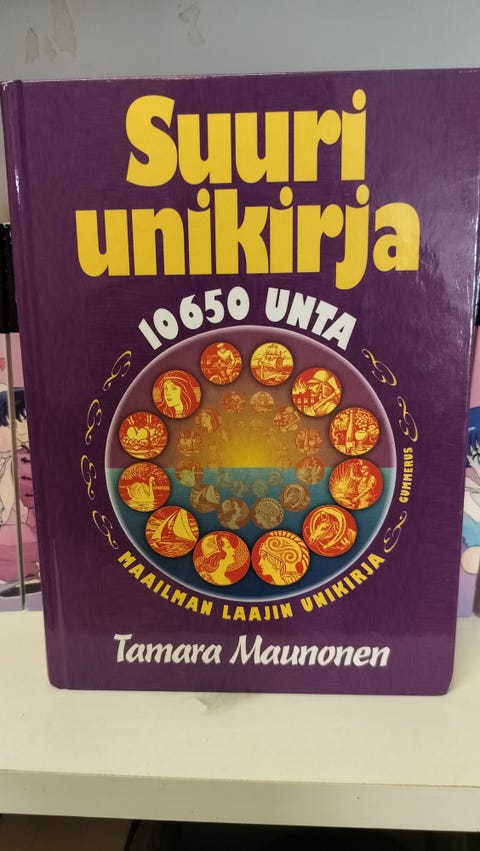 Suuri
unikirja
10650 UNTA
GUMMERUS
MAAILMAN LAAJIN UNIKIRJA
Tamara Maunonen